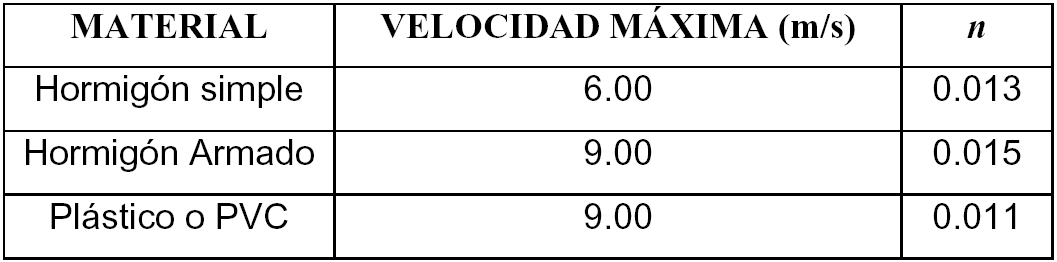 MATERIAL VELOCIDAD MÁXIMA (m/s) n
Hormigón simple 6.00 0.013
Hormigón Armado 9.00 0.015
Plástico o PVC 9.00 0.011